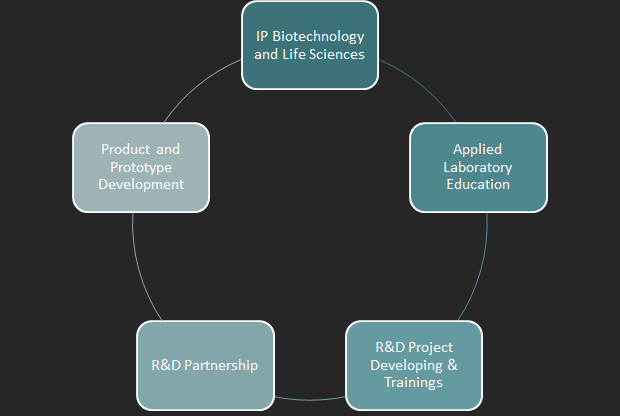 IP Biotechnology
and Life Sciences
Product and
Prototype
Development
Applied
Laboratory
Education
R&D Partnership
R&D Project
Developing &
Trainings